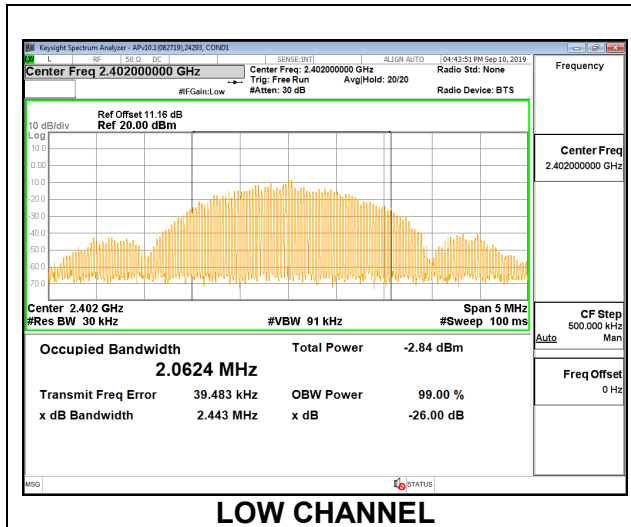 Keysight Spectrum Analyzer - APv10.1(082719),24293, COND1
L RF 50 Ω DC SENSE:INT ALIGN AUTO 04:43:51 PM Sep 10, 2019
Center Freq 2.402000000 GHz
Center Freq: 2.402000000 GHz Radio Std: None
Trig: Free Run Avg|Hold: 20/20
#IFGain:Low #Atten: 30 dB Radio Device: BTS
Frequency
Ref Offset 11.16 dB
10 dB/div Ref 20.00 dBm
Log
10.0
0.00
-10.0
-20.0
-30.0
-40.0
-50.0
-60.0
-70.0
Center 2.402 GHz Span 5 MHz
#Res BW 30 kHz #VBW 91 kHz #Sweep 100 ms
Occupied Bandwidth Total Power -2.84 dBm
2.0624 MHz
Transmit Freq Error 39.483 kHz OBW Power 99.00 %
x dB Bandwidth 2.443 MHz x dB -26.00 dB
Center Freq
2.402000000 GHz
CF Step
500.000 kHz
Auto Man
Freq Offset
0 Hz
MSG STATUS
LOW CHANNEL